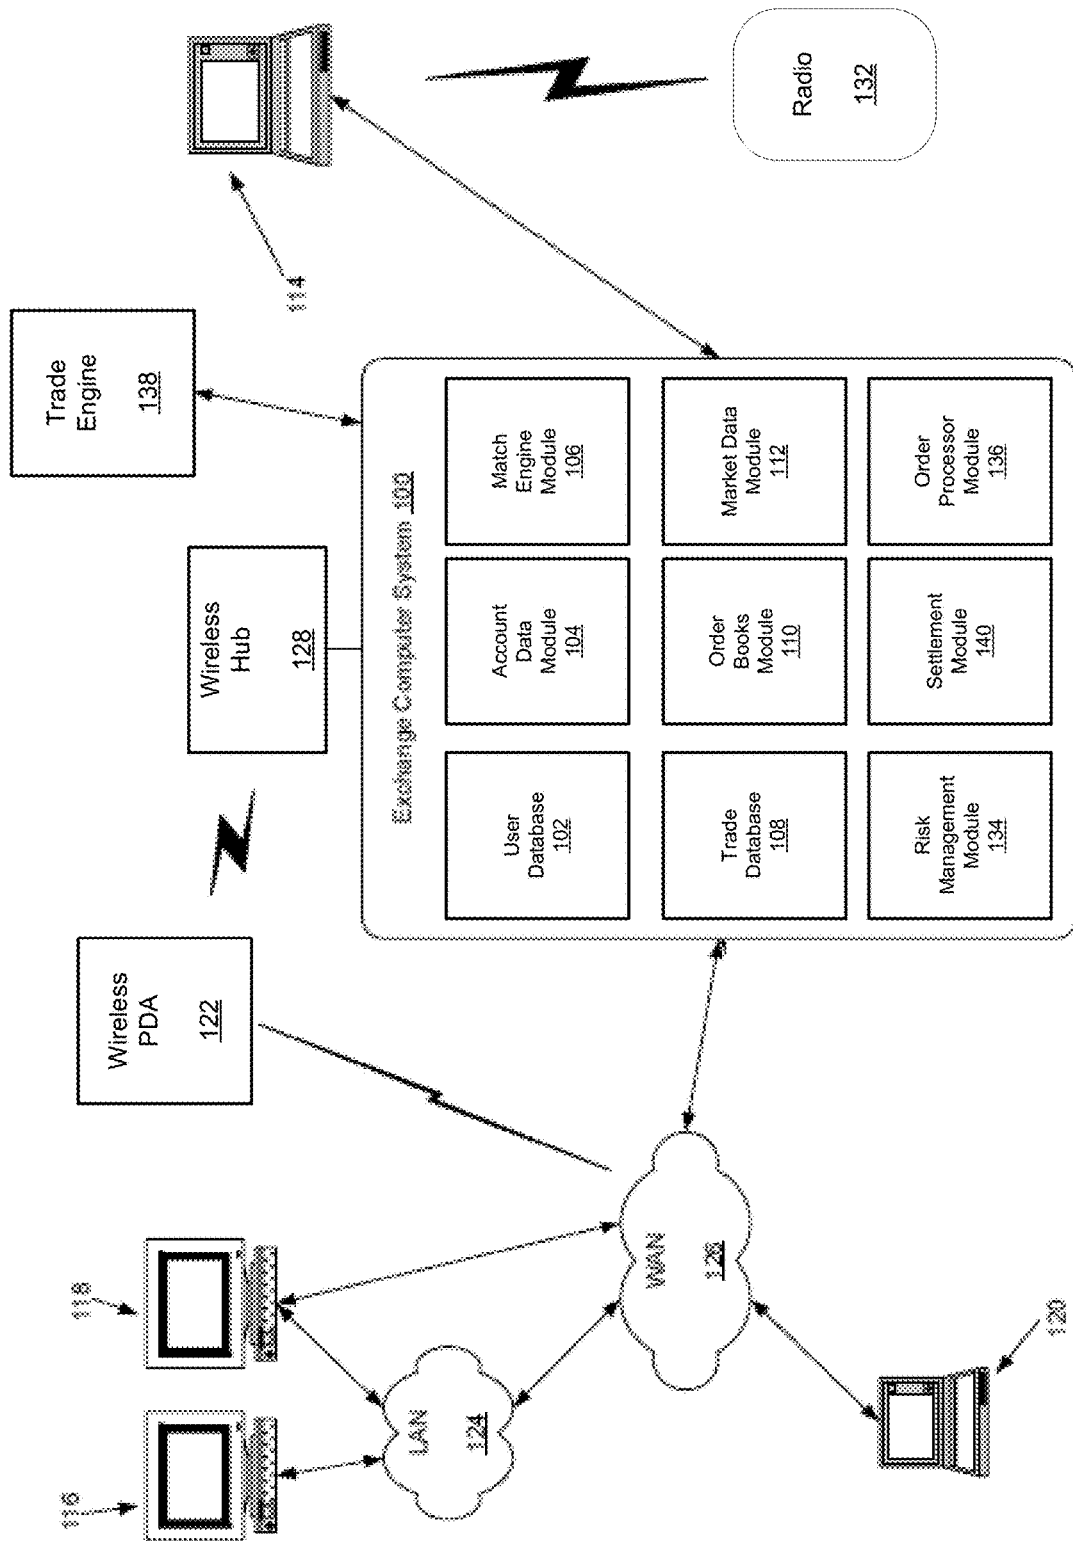 116
118
LAN
124
WAN
126
120
Wireless
PDA
122
Wireless
Hub
128
Trade
Engine
138
114
Radio
132
Exchange Computer System 100
User
Database
102
Account
Data
Module
104
Match
Engine
Module
106
Trade
Database
108
Order
Books
Module
110
Market Data
Module
112
Risk
Management
Module
134
Settlement
Module
140
Order
Processor
Module
136